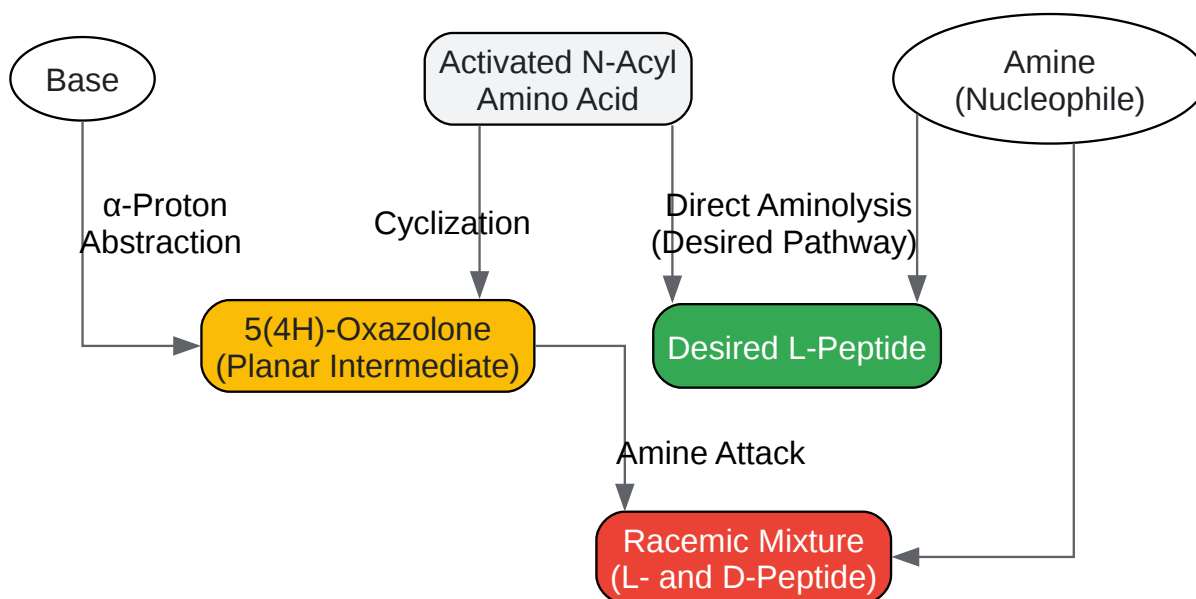 Base
Activated N-Acyl
Amino Acid
Amine
(Nucleophile)
α-Proton
Abstraction
Cyclization
Direct Aminolysis
(Desired Pathway)
5(4H)-Oxazolone
(Planar Intermediate)
Desired L-Peptide
Amine Attack
Racemic Mixture
(L- and D-Peptide)